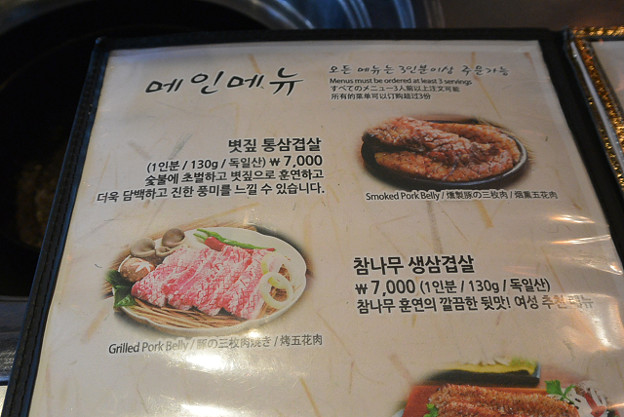 메인메뉴
모든 메뉴는 3인분이상 주문가능
Menus must be ordered at least 3 servings
すべてのメニュー3人前以上注文可能
所有的菜单可以订购超过3份
볏짚 통삼겹살
(1인분 / 130g / 독일산) ₩ 7,000
숯불에 초벌하고 볏짚으로 훈연하고
더욱 담백하고 진한 풍미를 느낄 수 있습니다.
Smoked Pork Belly / 燻製豚の三枚肉 / 烟熏五花肉
참나무 생삼겹살
₩ 7,000 (1인분 / 130g / 독일산)
참나무 훈연의 깔끔한 뒷맛! 여성 추천 메뉴
Grilled Pork Belly / 豚の三枚肉焼き / 烤五花肉